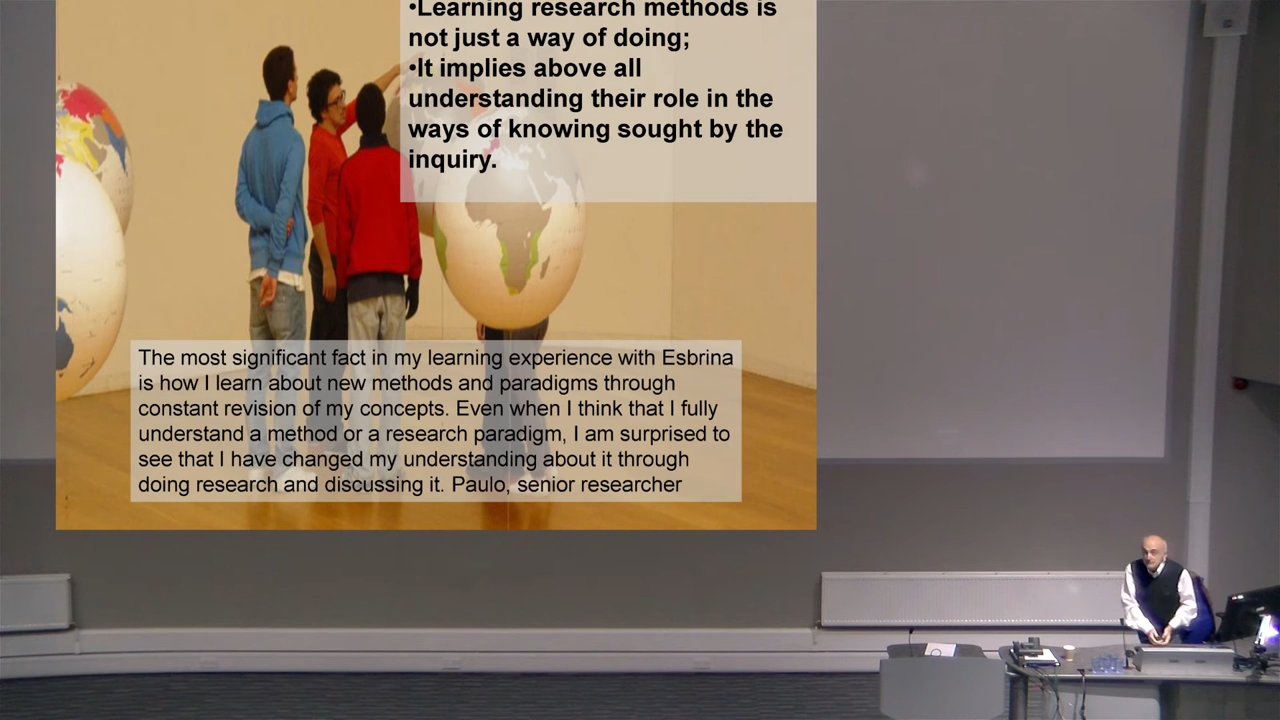 •Learning research methods is
not just a way of doing;
•It implies above all
understanding their role in the
ways of knowing sought by the
inquiry.
The most significant fact in my learning experience with Esbrina
is how I learn about new methods and paradigms through
constant revision of my concepts. Even when I think that I fully
understand a method or a research paradigm, I am surprised to
see that I have changed my understanding about it through
doing research and discussing it. Paulo, senior researcher